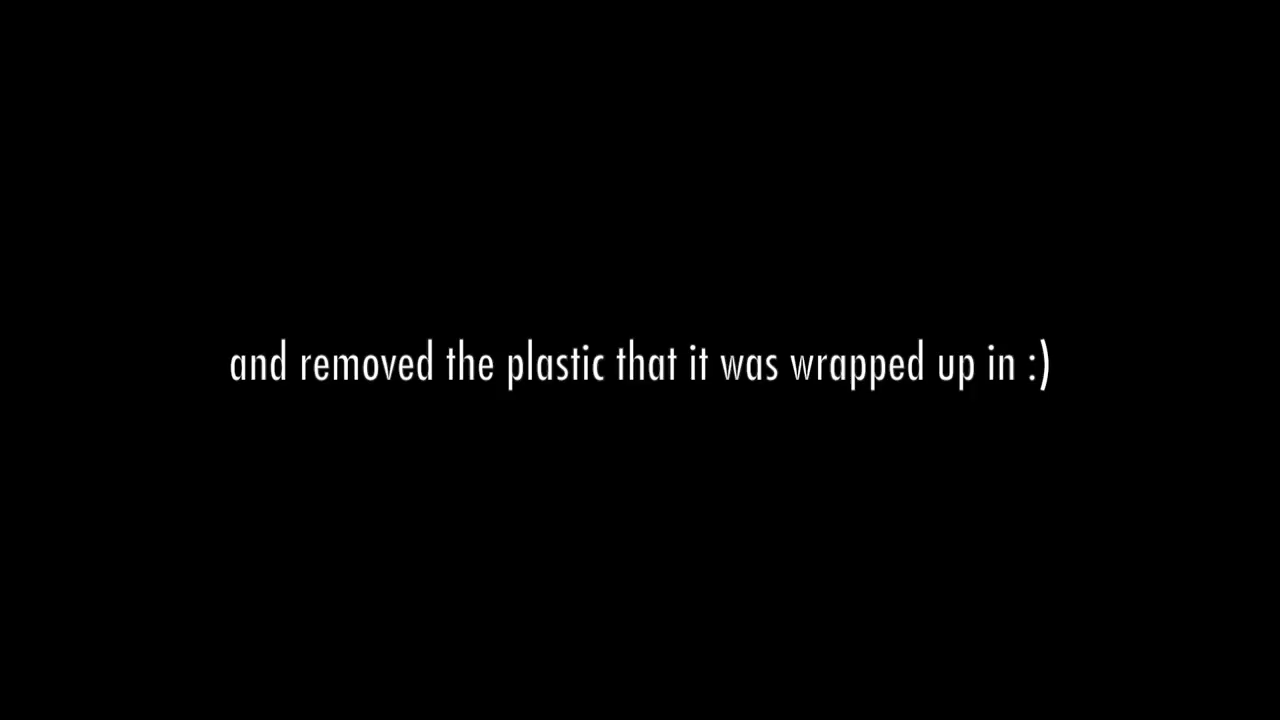 and removed the plastic that it was wrapped up in :)